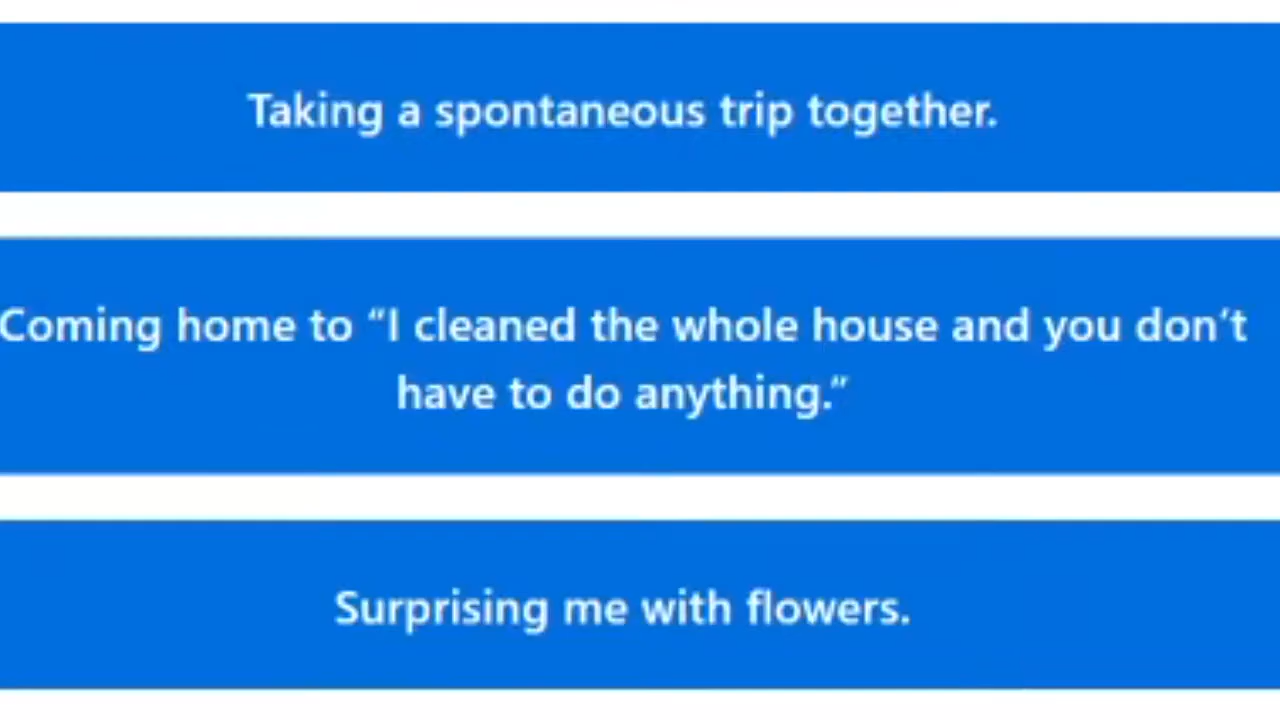 Taking a spontaneous trip together.
Coming home to “I cleaned the whole house and you don’t
have to do anything.”
Surprising me with flowers.